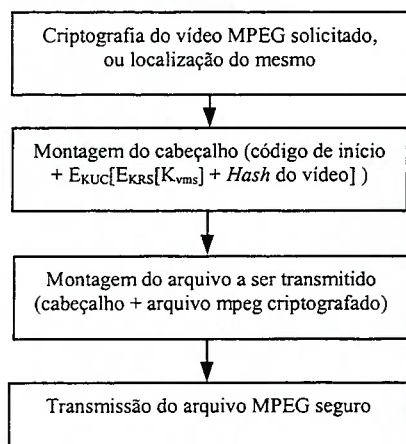 Criptografia do vídeo MPEG solicitado,
ou localização do mesmo
Montagem do cabeçalho (código de início
+ EKUC[EKRS[Kvms] + Hash do vídeo] )
Montagem do arquivo a ser transmitido
(cabeçalho + arquivo mpeg criptografado)
Transmissão do arquivo MPEG seguro